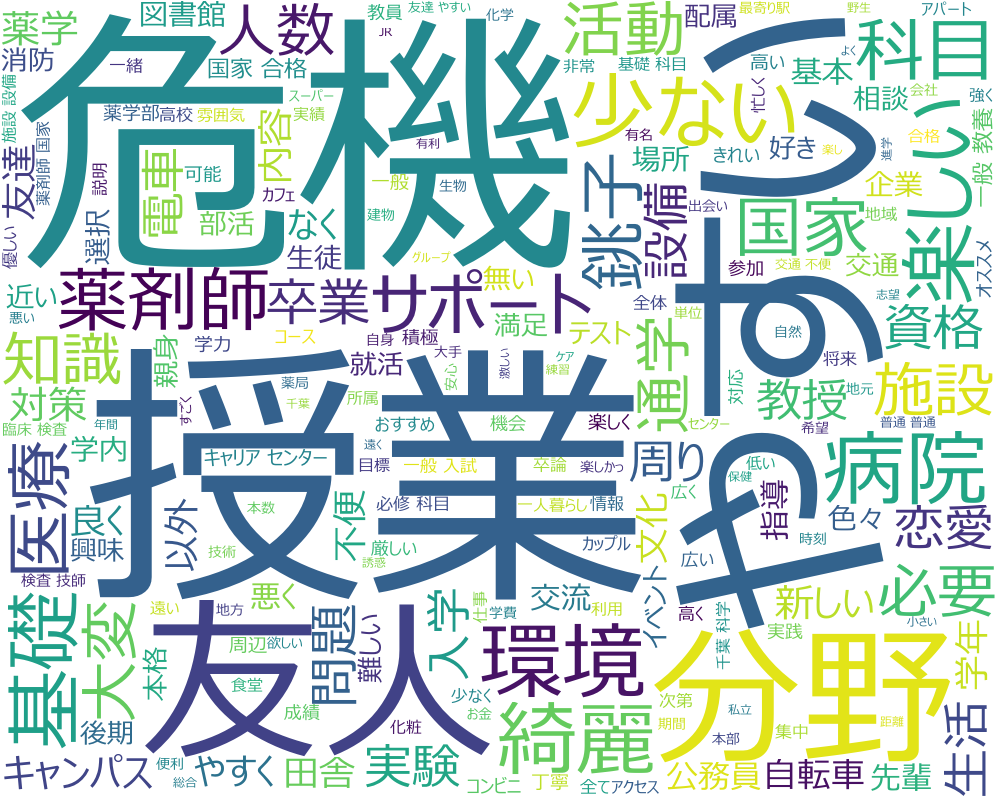 危機
授業
やすい
友人
分野
環境
薬剤師
少ない
科目
楽しい
病院
綺麗
国家
サポート
基礎
知識
医療
活動
人数
薬学
図書館
消防
教員
友達 やすい
化学
JR
最寄り駅
野生
アパート
配属
一緒
国家 合格
非常
基礎 科目
高い
基本
よく
忙しく
相談
強く
会社
施設 設備
スーパー
薬学部
高校
雰囲気
実績
内容
有名
有利
きれい
好き
合格
楽し
進学
一般 教養
薬剤師 国家
友達
優しい
説明
電車
可能
カフェ
一般
生物
場所
企業
選択
部活
なく
建物
銚子
設備
出会い
地域
オススメ
生徒
グループ
無い
参加
交通 不便
交通
志望
近い
悪い
卒業
満足
全体
単位
自然
資格
学力
コース
自身
積極
テスト
将来
親身
就活
大手
安心
激しい
ケア
練習
通学
対応
教授
地元
施設
対策
すごく
薬局
千葉
所属
おすすめ
機会
楽しく
センター
希望
普通 普通
臨床 検査
年間
学内
キャリア センター
遠く
目標
一般 入試
卒論
楽しかっ
周り
低い
保健
指導
良く
興味
以外
本数
不便
必修 科目
一人暮らし
情報
広く
色々
恋愛
厳しい
カップル
文化
広い
時刻
検査 技師
技術
誘惑
必要
大変
遠い
地方
悪く
問題
難しい
入学
仕事
学費
交流
利用
イベント
高く
千葉 科学
新しい
実践
小さい
学年
本格
周辺
欲しい
食堂
少なく
お金
成績
化粧
次第
期間
私立
距離
後期
本部
集中
生活
キャンパス
便利
総合
やすく
田舎
実験
コンビニ
丁寧
全て
アクセス
公務員
自転車
先輩